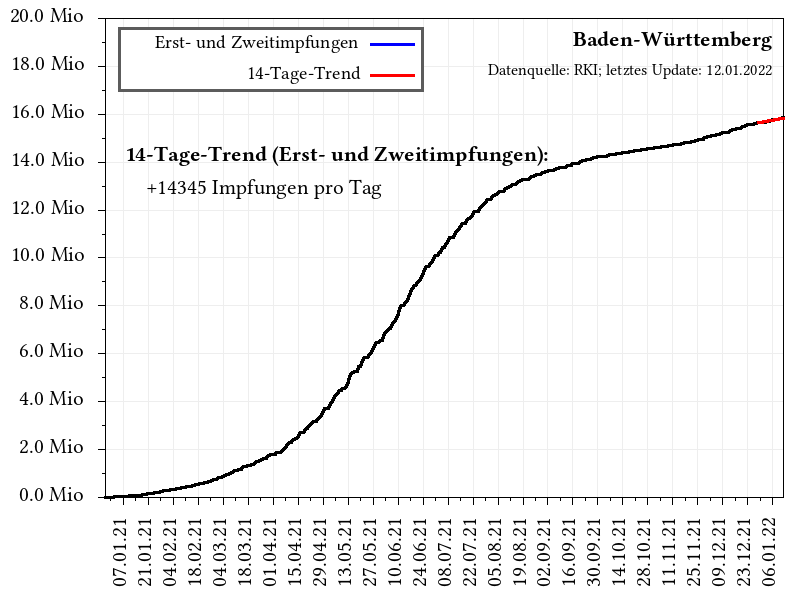 20.0 Mio
18.0 Mio
16.0 Mio
14.0 Mio
12.0 Mio
10.0 Mio
8.0 Mio
6.0 Mio
4.0 Mio
2.0 Mio
0.0 Mio
Erst- und Zweitimpfungen
14-Tage-Trend
Baden-Württemberg
Datenquelle: RKI; letztes Update: 12.01.2022
14-Tage-Trend (Erst- und Zweitimpfungen):
+14345 Impfungen pro Tag
07.01.21
21.01.21
04.02.21
18.02.21
04.03.21
18.03.21
01.04.21
15.04.21
29.04.21
13.05.21
27.05.21
10.06.21
24.06.21
08.07.21
22.07.21
05.08.21
19.08.21
02.09.21
16.09.21
30.09.21
14.10.21
28.10.21
11.11.21
25.11.21
09.12.21
23.12.21
06.01.22